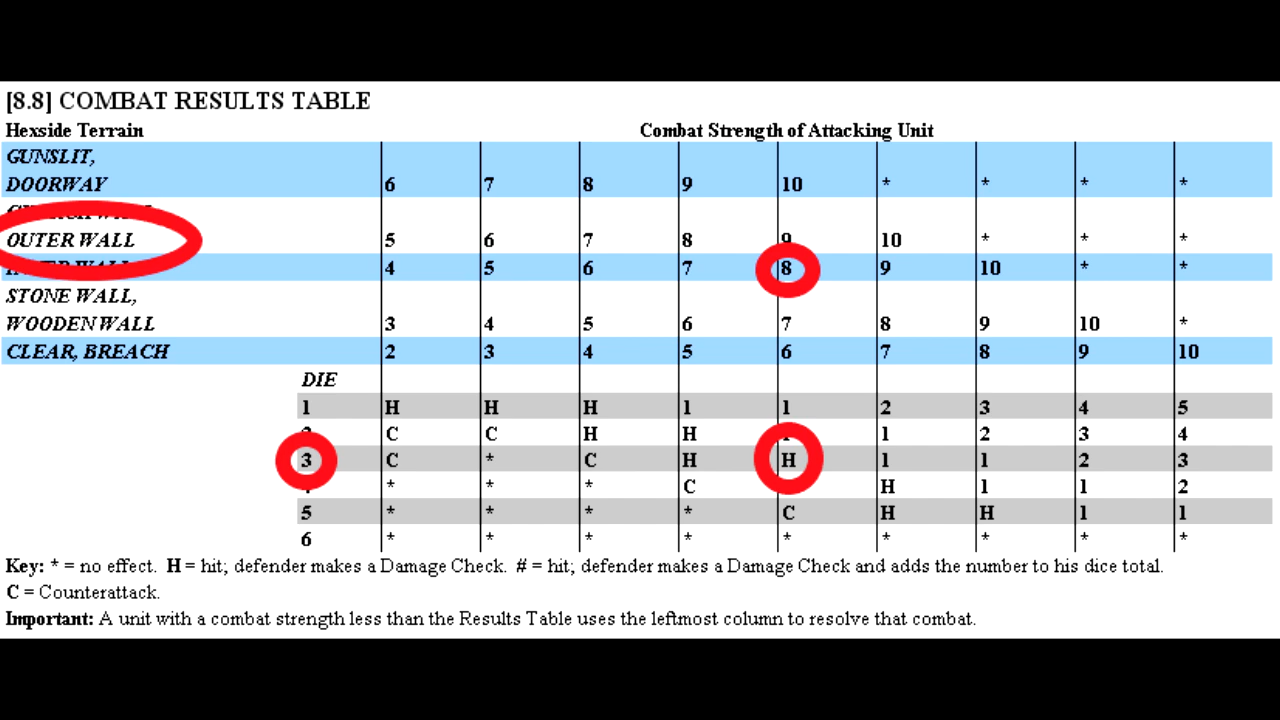 [8.8] COMBAT RESULTS TABLE
Hexside Terrain Combat Strength of Attacking Unit
GUNSLIT,
DOORWAY 6 7 8 9 10 * * * *
OUTER WALL 5 6 7 8 9 10 * * *
4 5 6 7 8 9 10 * *
STONE WALL,
WOODEN WALL 3 4 5 6 7 8 9 10 *
CLEAR, BREACH 2 3 4 5 6 7 8 9 10
DIE
1 H H H 1 1 2 3 4 5
C C H H 1 2 3 4
3 C * C H H 1 1 2 3
* * * C H 1 1 2
5 * * * * C H H 1 1
6 * * * * * * * * *
Key: * = no effect. H = hit; defender makes a Damage Check. # = hit; defender makes a Damage Check and adds the number to his dice total.
C = Counterattack.
Important: A unit with a combat strength less than the Results Table uses the leftmost column to resolve that combat.